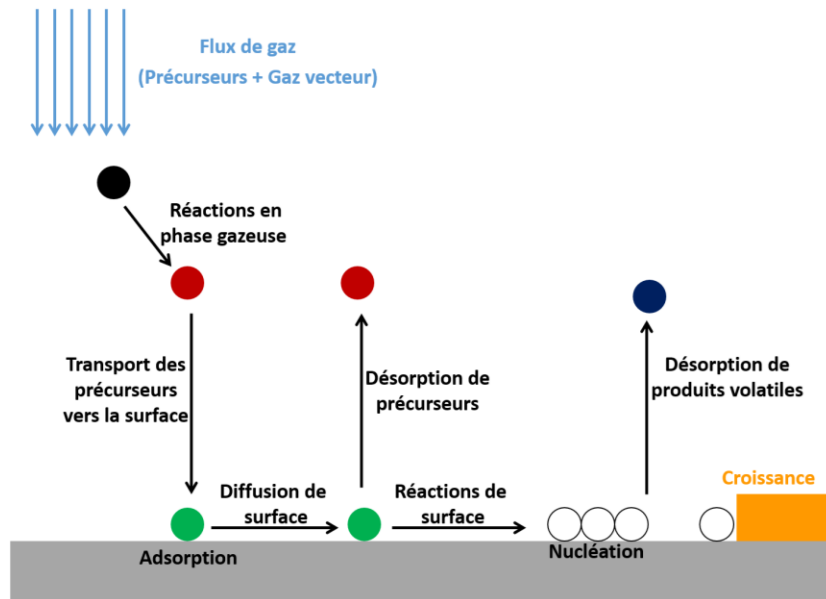 Flux de gaz
(Précurseurs + Gaz vecteur)
Réactions en
phase gazeuse
Transport des
précurseurs
vers la surface
Désorption de
précurseurs
Désorption de
produits volatiles
Diffusion de
surface
Réactions de
surface
Croissance
Adsorption
Nucléation